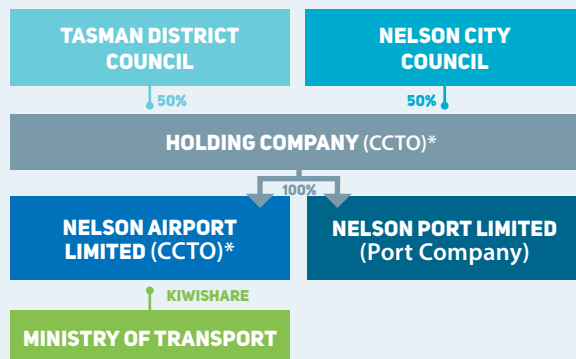 TASMAN DISTRICT
COUNCIL
NELSON CITY
COUNCIL
50%
50%
HOLDING COMPANY (CCTO)*
100%
NELSON AIRPORT
LIMITED (CCTO)*
NELSON PORT LIMITED
(Port Company)
KIWISHARE
MINISTRY OF TRANSPORT